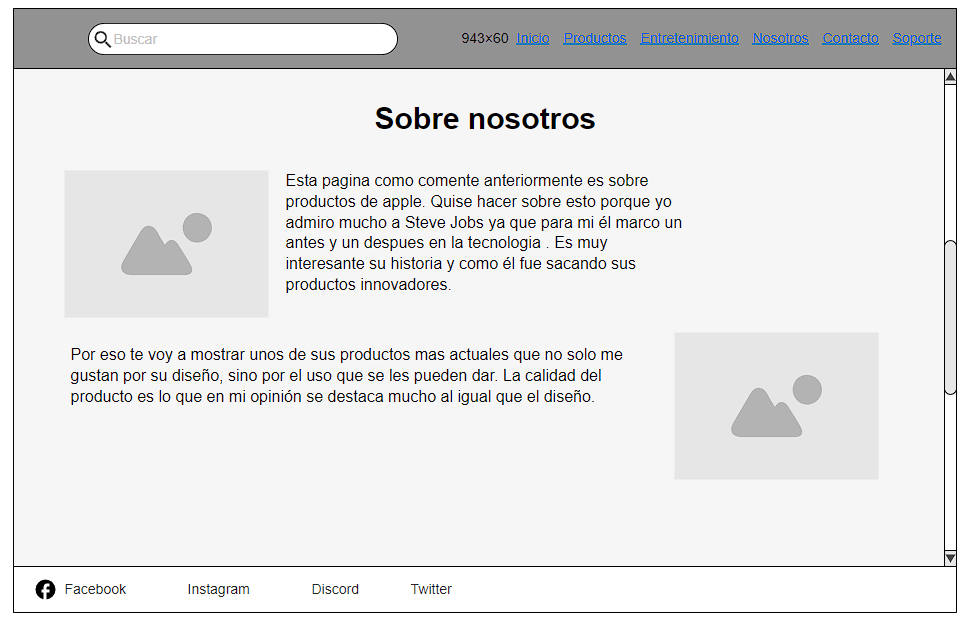 Buscar
943×60 Inicio Productos Entretenimiento Nosotros Contacto Soporte
Sobre nosotros
Esta pagina como comente anteriormente es sobre
productos de apple. Quise hacer sobre esto porque yo
admiro mucho a Steve Jobs ya que para mi él marco un
antes y un despues en la tecnologia . Es muy
interesante su historia y como él fue sacando sus
productos innovadores.
Por eso te voy a mostrar unos de sus productos mas actuales que no solo me
gustan por su diseño, sino por el uso que se les pueden dar. La calidad del
producto es lo que en mi opinión se destaca mucho al igual que el diseño.
Facebook Instagram Discord Twitter